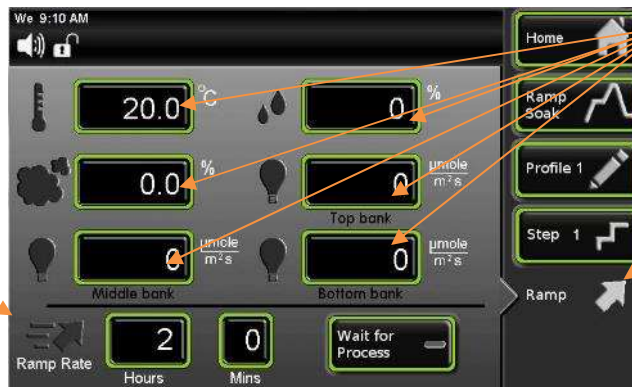 We 9:10 AM
Home
20.0 °C
0 %
Ramp
Soak
0.0 %
0 µmole
m²s
Top bank
Profile 1
0 µmole
m²s
Middle bank
0 µmole
m²s
Bottom bank
Step 1
Ramp
Ramp Rate
2
Hours
0
Mins
Wait for
Process